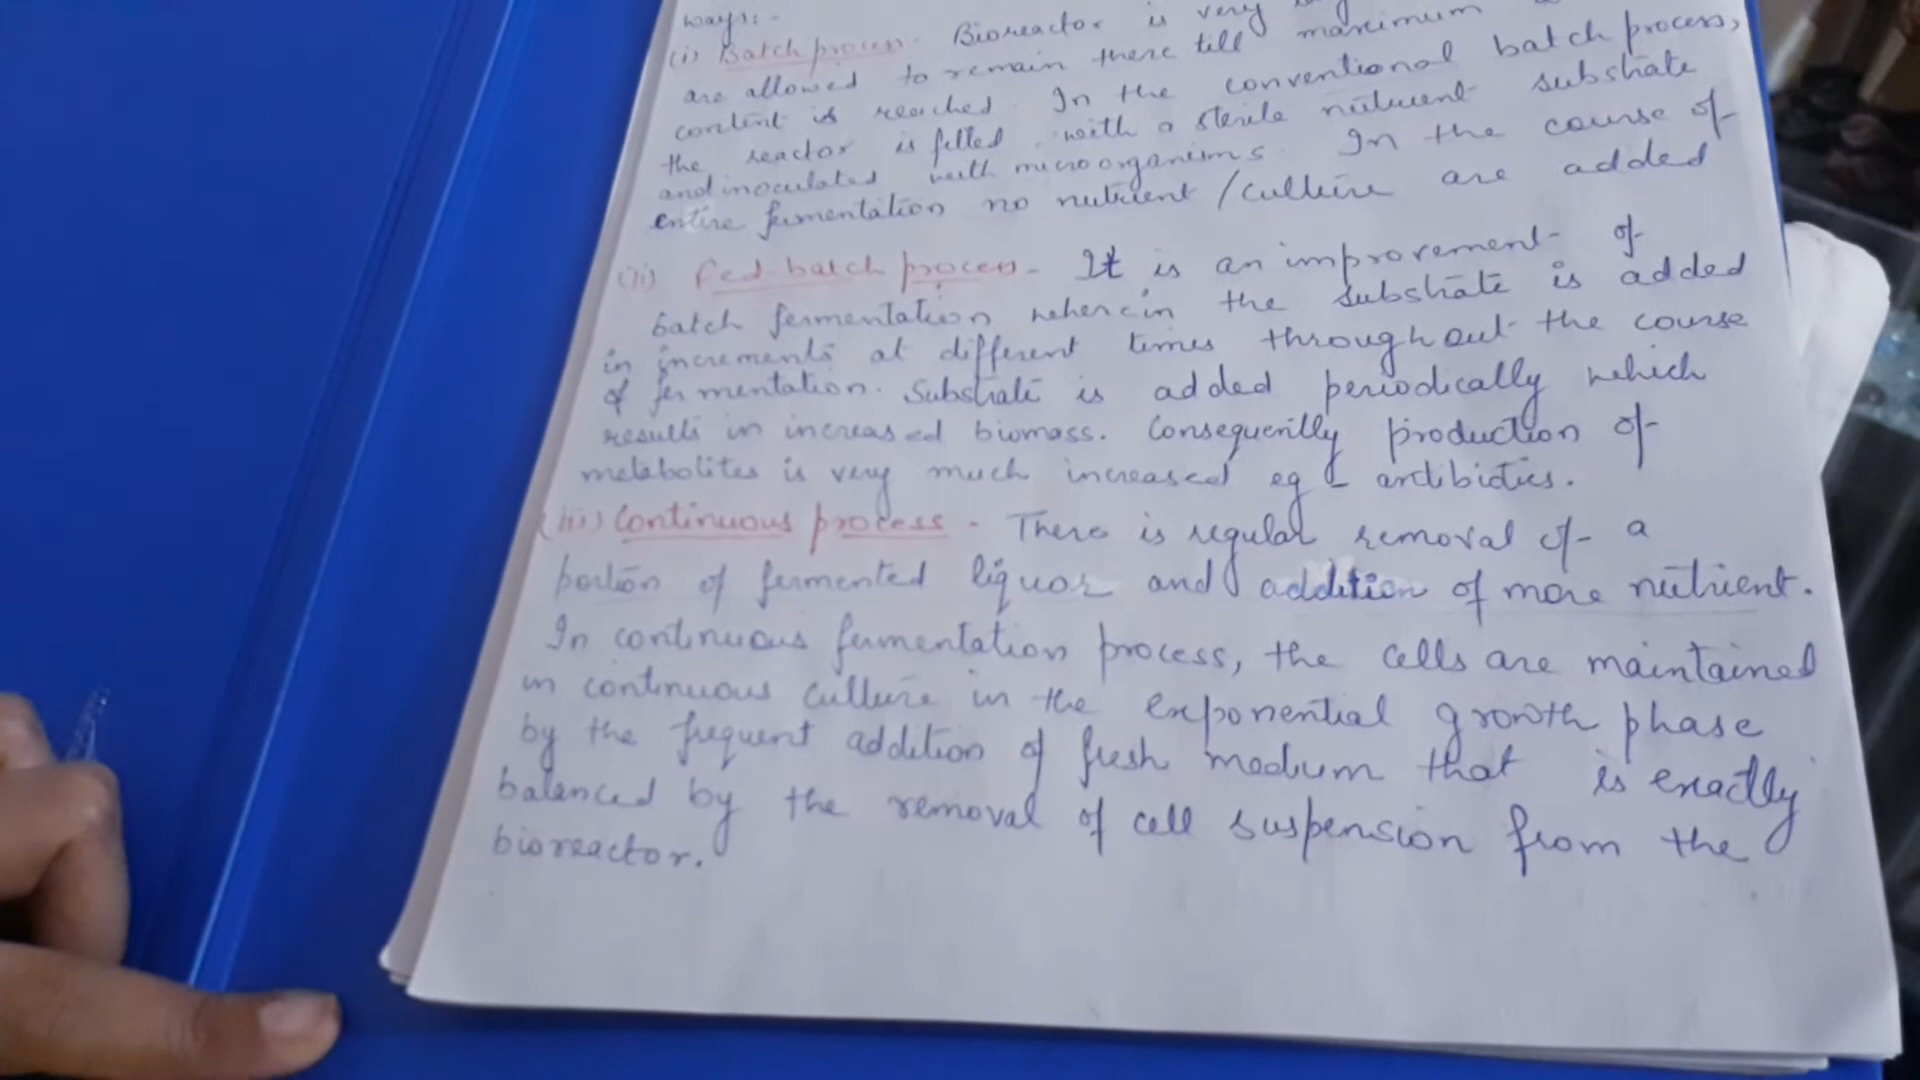 ways:-
(i) Batch process- Bioreactor is very
are allowed to remain there till maximum
content is reached. In the conventional batch process,
the reactor is filled with a sterile nutrient substrate
and inoculated with microorganisms. In the course of
entire fermentation no nutrient / culture are added
(ii) Fed-batch process- It is an improvement of
batch fermentation wherein the substrate is added
in increments at different times throughout the course
of fermentation. Substrate is added periodically which
results in increased biomass. Consequently production of
metabolites is very much increased eg - antibiotics.
(iii) Continuous process - There is regular removal of a
portion of fermented liquor and addition of more nutrient.
In continuous fermentation process, the cells are maintained
in continuous culture in the exponential growth phase
by the frequent addition of fresh medium that is exactly
balanced by the removal of cell suspension from the
bioreactor.